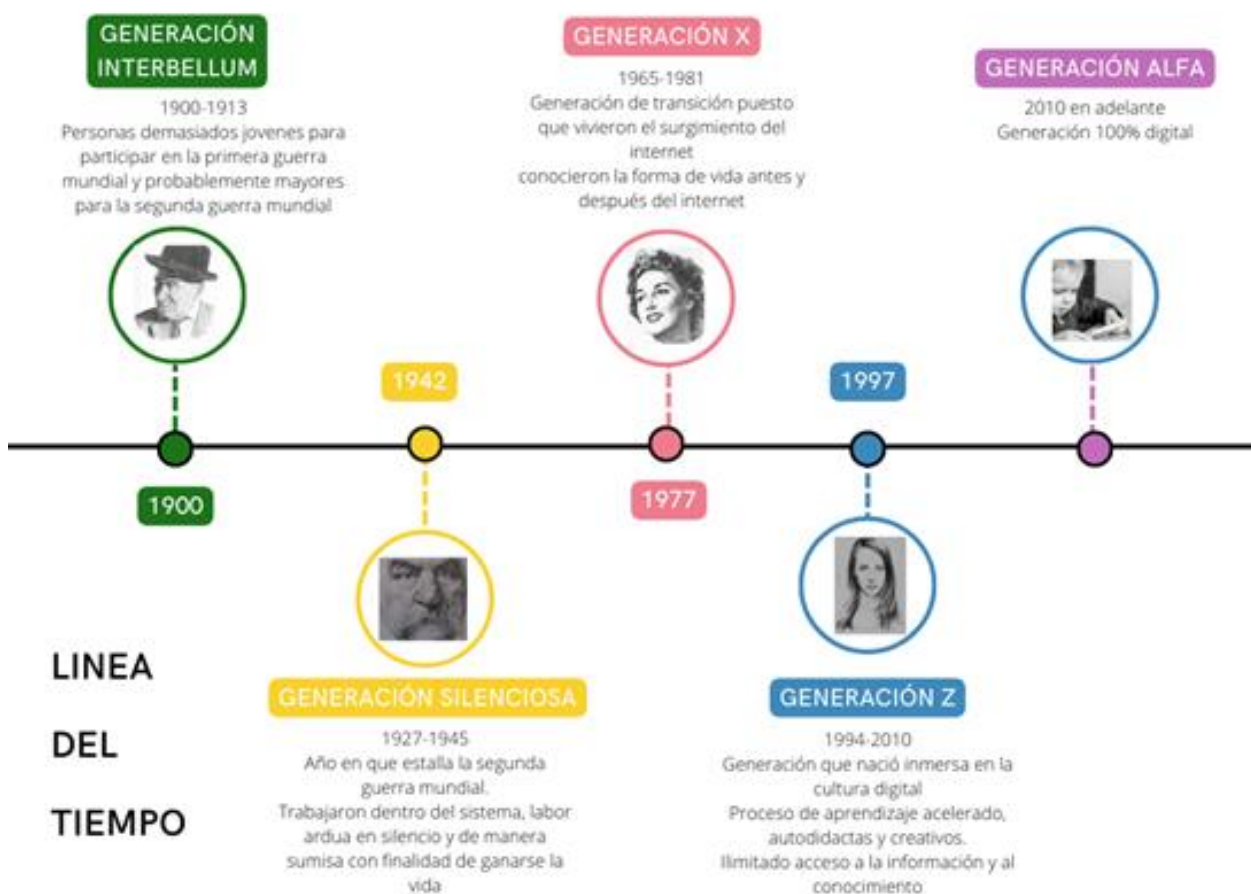 GENERACIÓN
INTERBELLUM
1900-1913
Personas demasiados jovenes para
participar en la primera guerra
mundial y probablemente mayores
para la segunda guerra mundial
1900
1942
GENERACIÓN SILENCIOSA
1927-1945
Año en que estalla la segunda
guerra mundial.
Trabajaron dentro del sistema, labor
ardua en silencio y de manera
sumisa con finalidad de ganarse la
vida
GENERACIÓN X
1965-1981
Generación de transición puesto
que vivieron el surgimiento del
internet
conocieron la forma de vida antes y
después del internet
1977
1997
GENERACIÓN Z
1994-2010
Generación que nació inmersa en la
cultura digital
Proceso de aprendizaje acelerado,
autodidactas y creativos.
Ilimitado acceso a la información y al
conocimiento
GENERACIÓN ALFA
2010 en adelante
Generación 100% digital
LINEA
DEL
TIEMPO